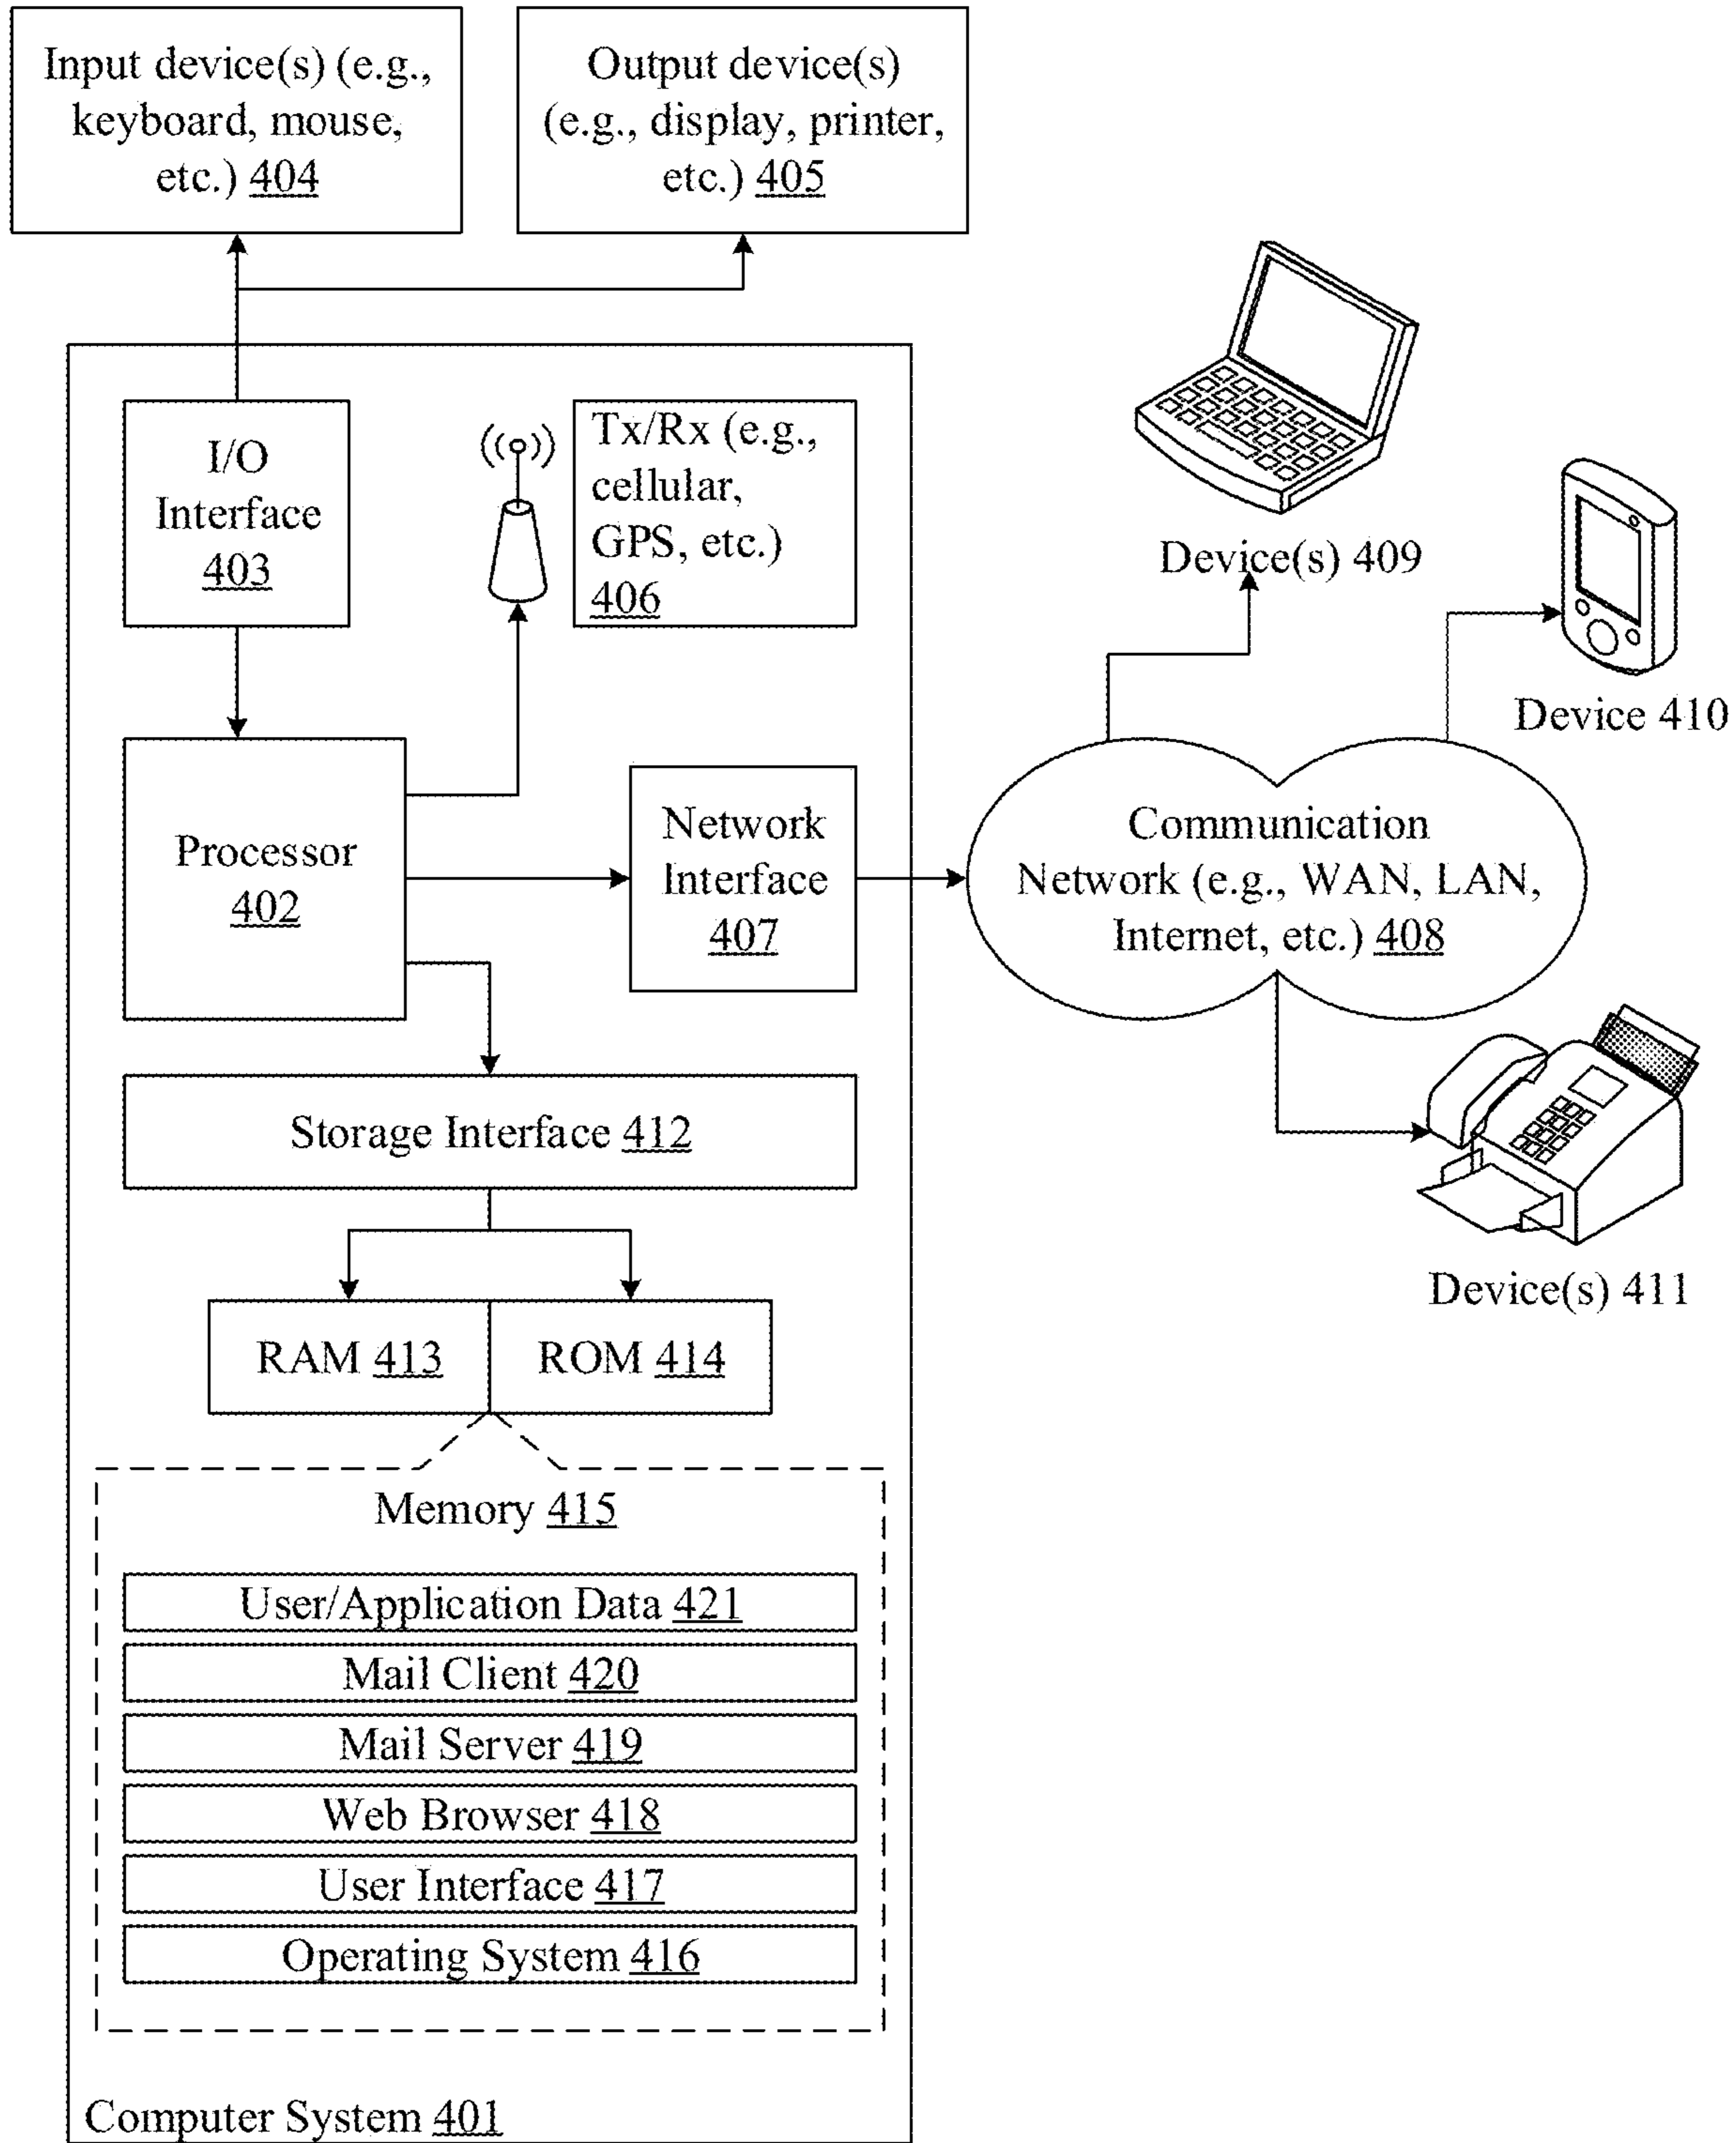 Input device(s) (e.g.,
keyboard, mouse,
etc.) 404
Output device(s)
(e.g., display, printer,
etc.) 405
I/O
Interface
403
Tx/Rx (e.g.,
cellular,
GPS, etc.)
406
Device(s) 409
Device 410
Processor
402
Network
Interface
407
Communication
Network (e.g., WAN, LAN,
Internet, etc.) 408
Storage Interface 412
Device(s) 411
RAM 413
ROM 414
Memory 415
User/Application Data 421
Mail Client 420
Mail Server 419
Web Browser 418
User Interface 417
Operating System 416
Computer System 401